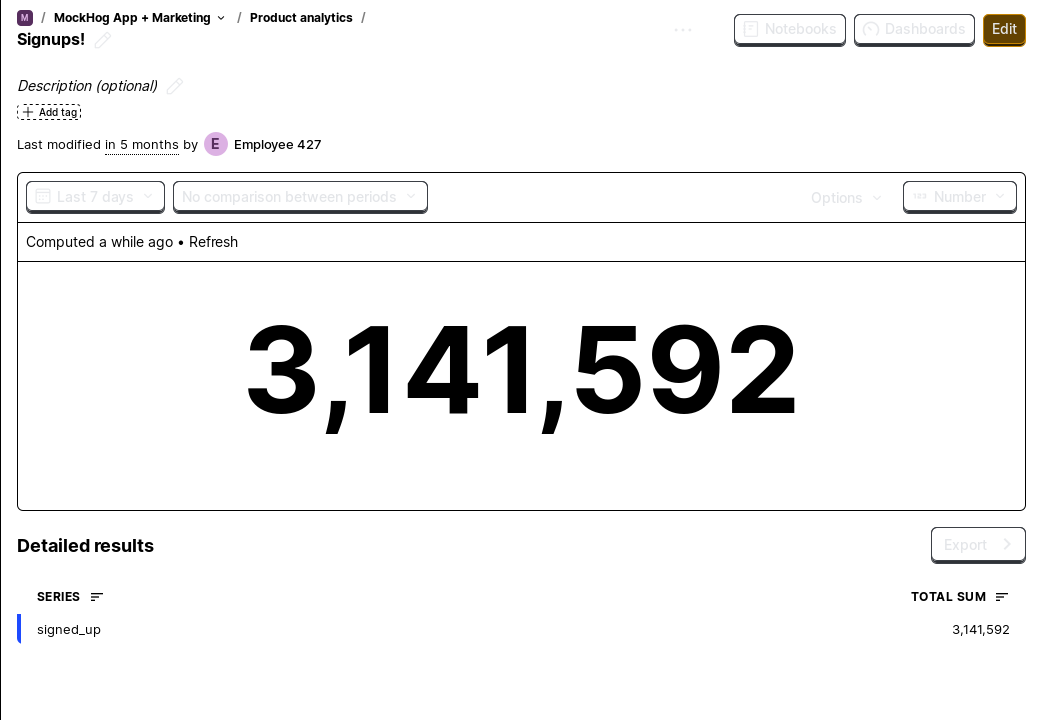 M / MockHog App + Marketing / Product analytics /
Signups!
Notebooks Dashboards Edit
Description (optional)
Add tag
Last modified in 5 months by E Employee 427
Last 7 days No comparison between periods Options 123 Number
Computed a while ago • Refresh
3,141,592
Detailed results
Export
SERIES TOTAL SUM
signed_up 3,141,592